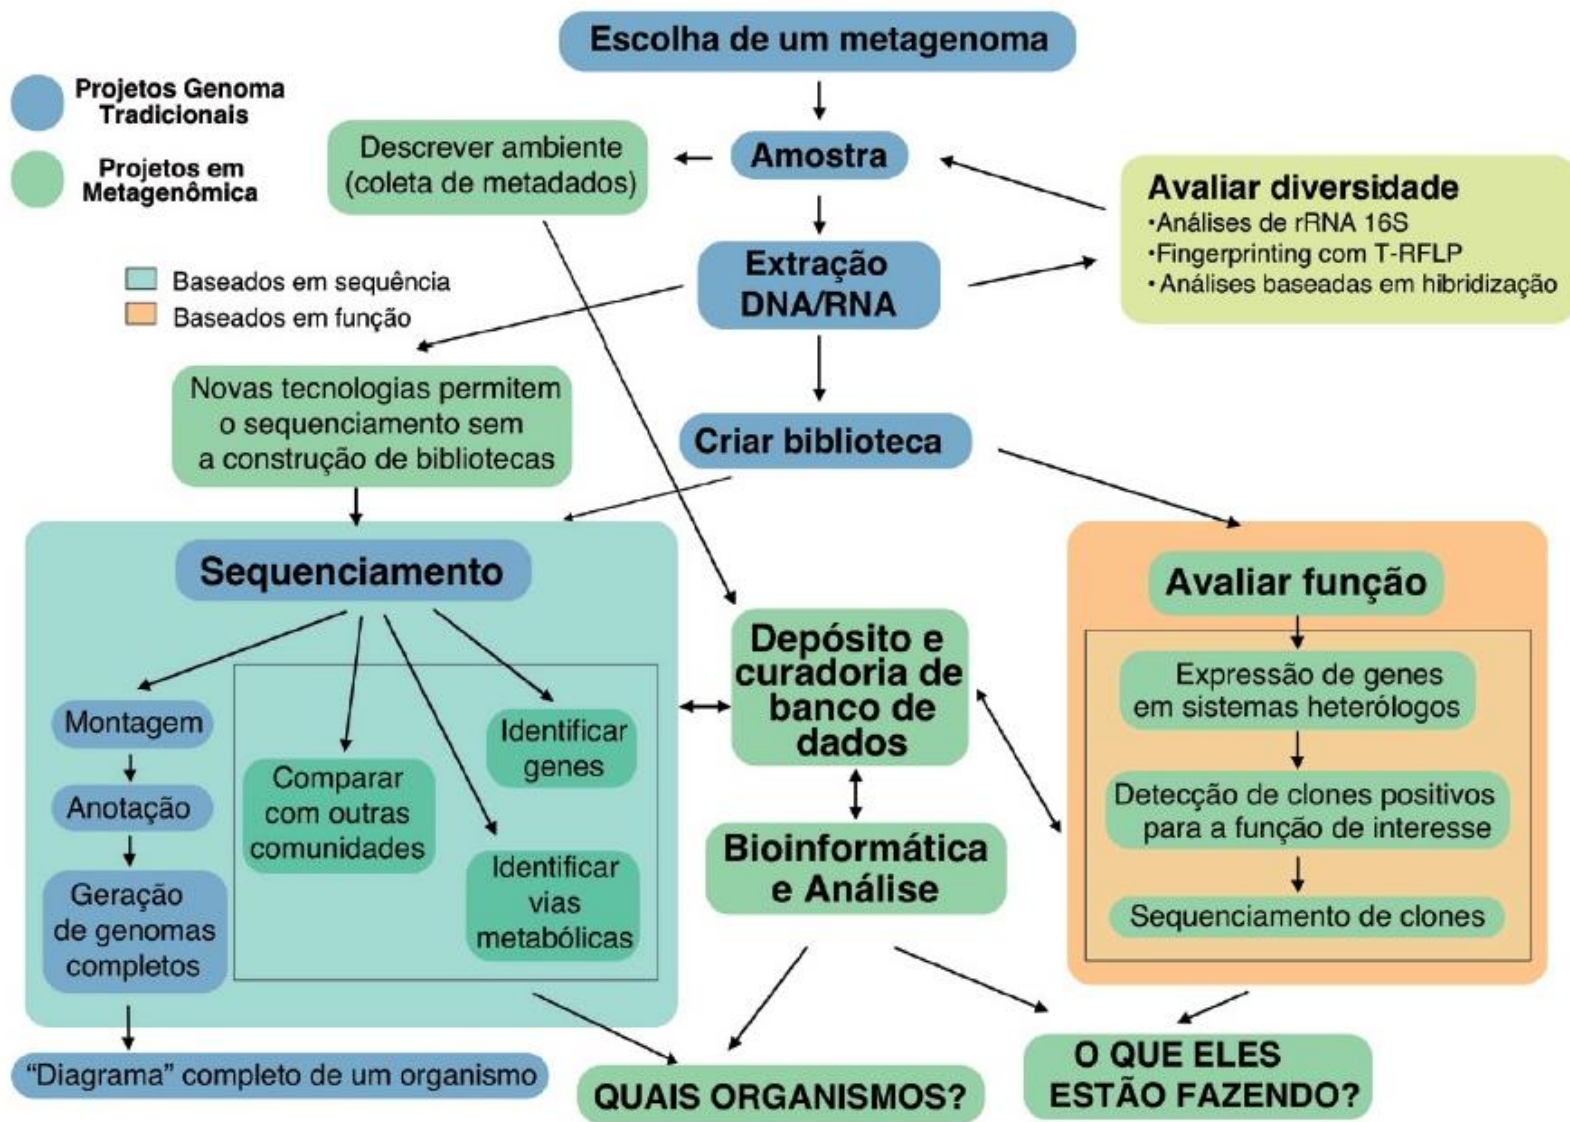 Escolha de um metagenoma
Projetos Genoma
Tradicionais
Projetos em
Metagenômica
Descrever ambiente
(coleta de metadados)
Amostra
Avaliar diversidade
•Análises de rRNA 16S
•Fingerprinting com T-RFLP
•Análises baseadas em hibridização
Baseados em sequência
Baseados em função
Extração
DNA/RNA
Novas tecnologias permitem
o sequenciamento sem
a construção de bibliotecas
Criar biblioteca
Sequenciamento
Montagem
Anotação
Geração
de genomas
completos
Comparar
com outras
comunidades
Identificar
genes
Identificar
vias
metabólicas
Depósito e
curadoria de
banco de
dados
Bioinformática
e Análise
Avaliar função
Expressão de genes
em sistemas heterólogos
Detecção de clones positivos
para a função de interesse
Sequenciamento de clones
“Diagrama” completo de um organismo
QUAIS ORGANISMOS?
O QUE ELES
ESTÃO FAZENDO?